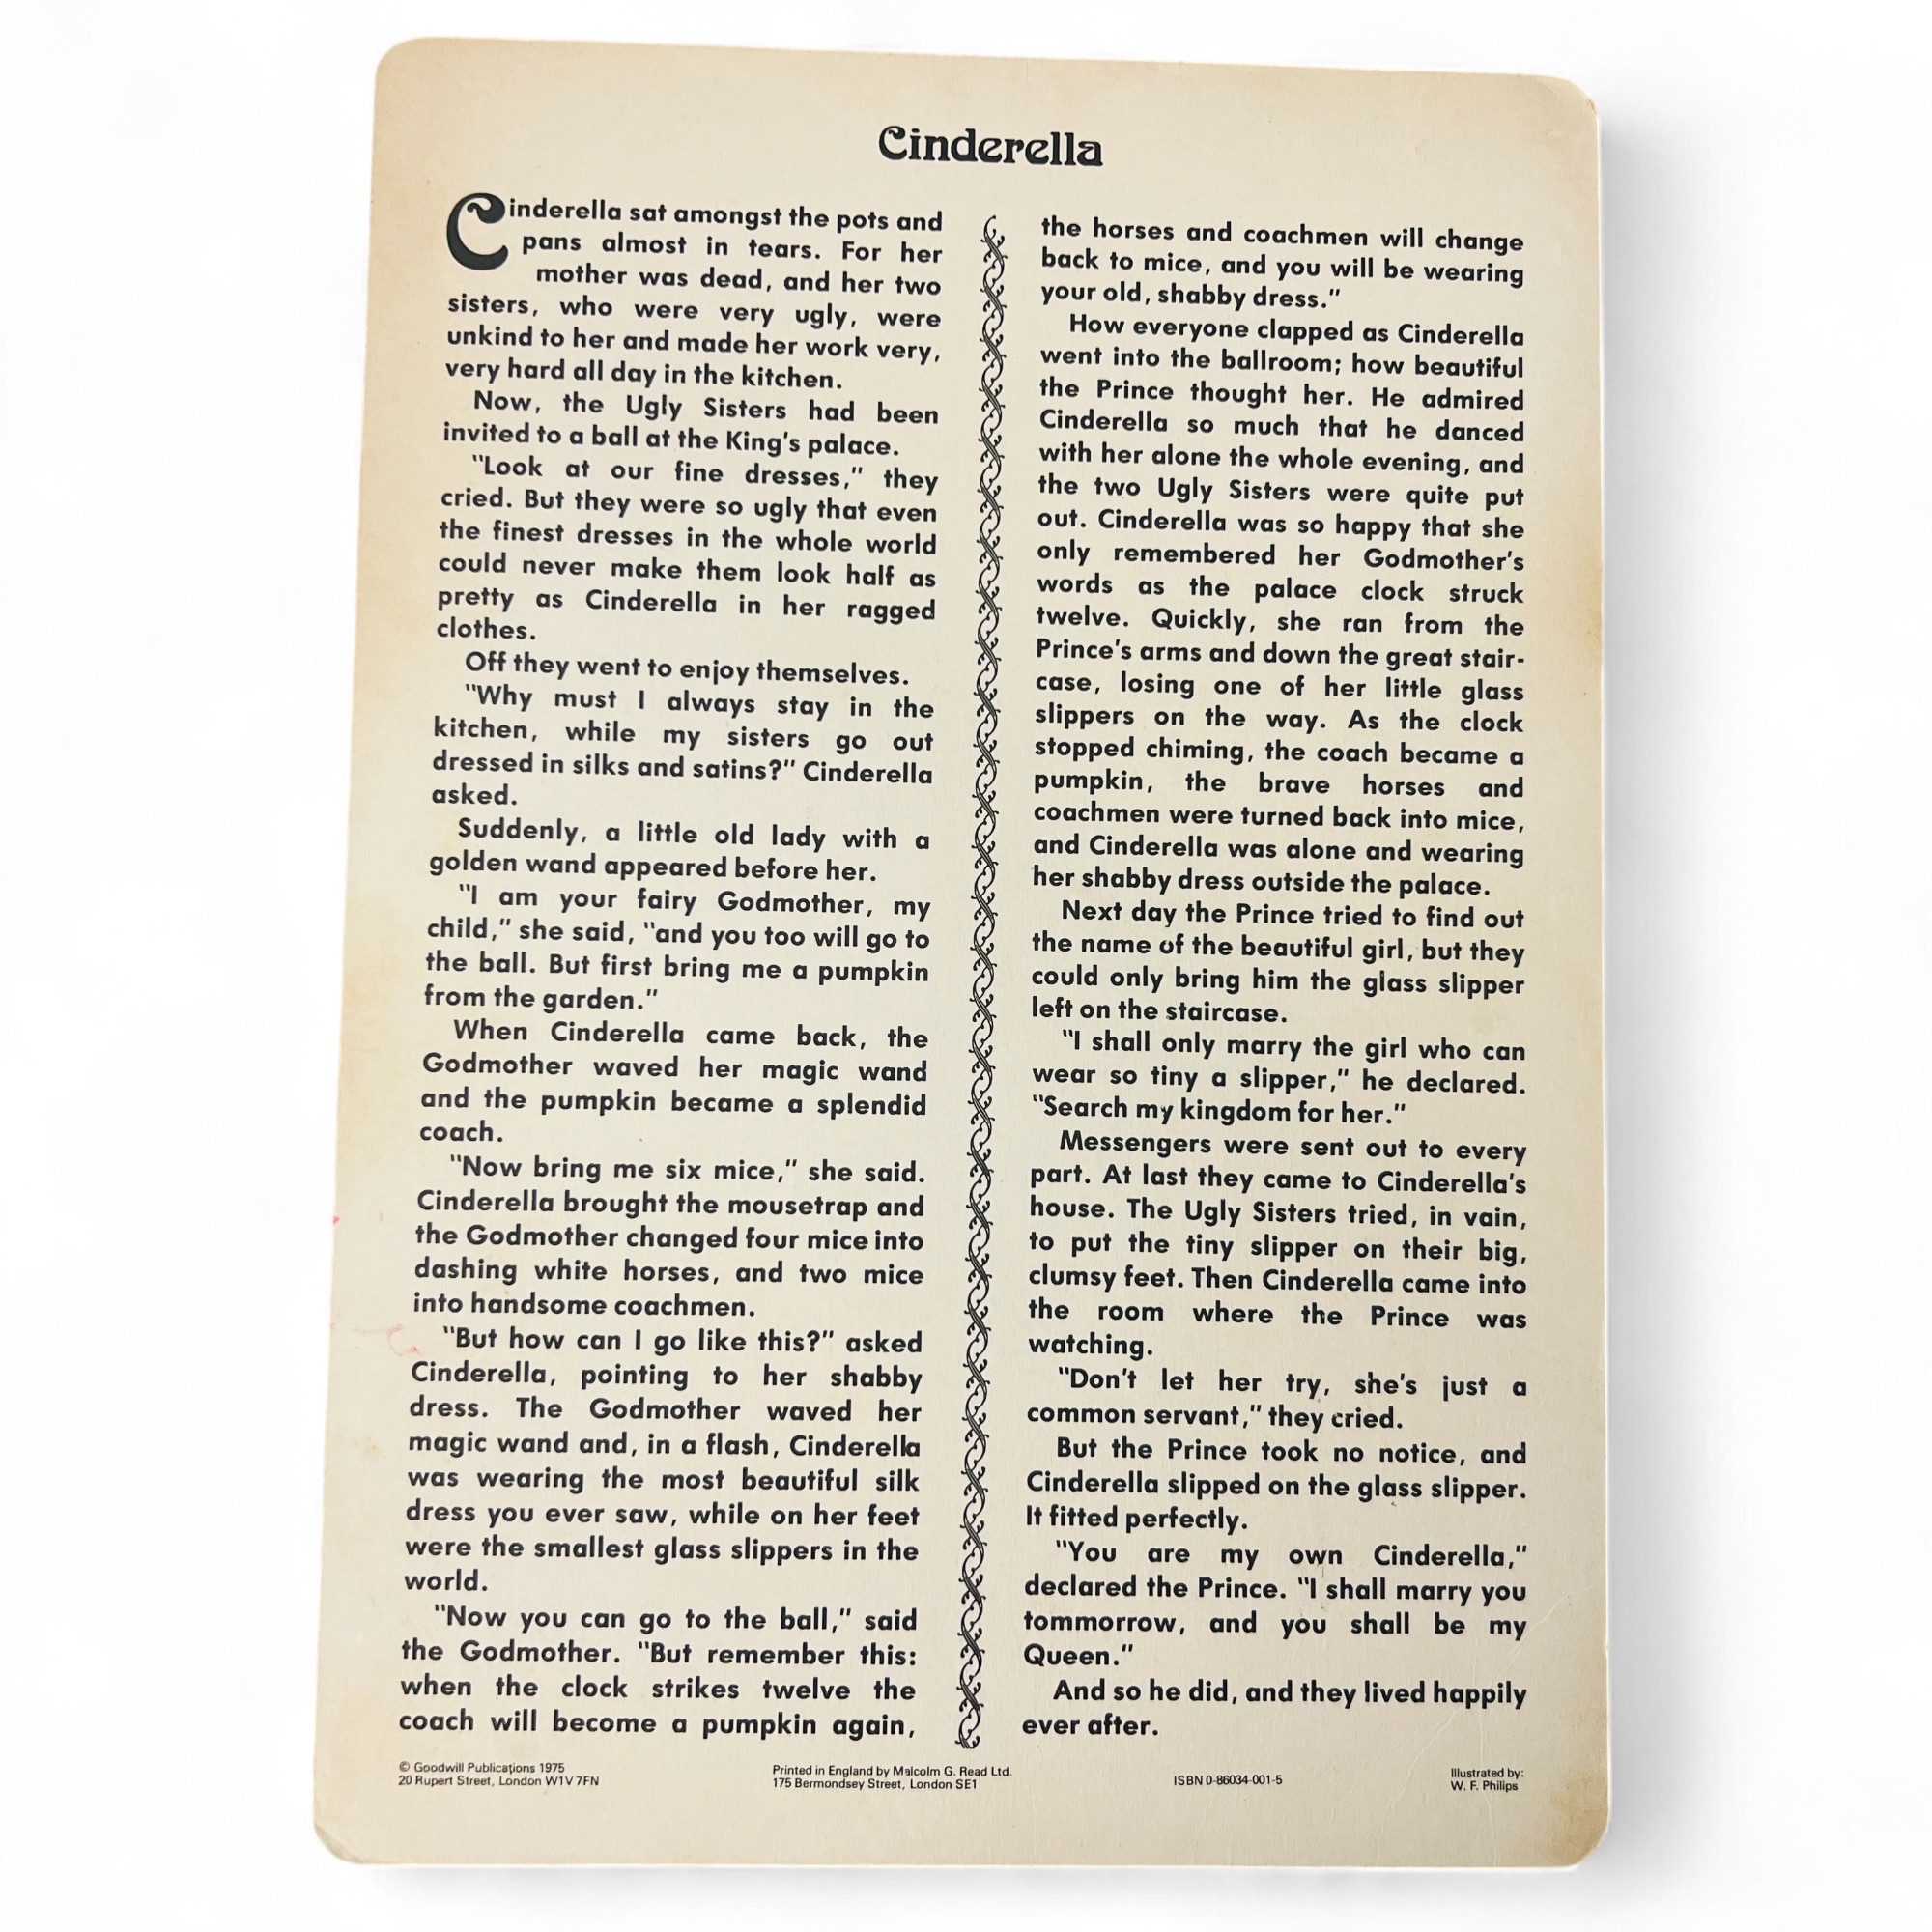 Cinderella
Cinderella sat amongst the pots and
pans almost in tears. For her
mother was dead, and her two
sisters, who were very ugly, were
unkind to her and made her work very,
very hard all day in the kitchen.
Now, the Ugly Sisters had been
invited to a ball at the King's palace.
"Look at our fine dresses," they
cried. But they were so ugly that even
the finest dresses in the whole world
could never make them look half as
pretty as Cinderella in her ragged
clothes.
Off they went to enjoy themselves.
"Why must I always stay in the
kitchen, while my sisters go out
dressed in silks and satins?" Cinderella
asked.
Suddenly, a little old lady with a
golden wand appeared before her.
"I am your fairy Godmother, my
child," she said, "and you too will go to
the ball. But first bring me a pumpkin
from the garden."
When Cinderella came back, the
Godmother waved her magic wand
and the pumpkin became a splendid
coach.
"Now bring me six mice," she said.
Cinderella brought the mousetrap and
the Godmother changed four mice into
dashing white horses, and two mice
into handsome coachmen.
"But how can I go like this?" asked
Cinderella, pointing to her shabby
dress. The Godmother waved her
magic wand and, in a flash, Cinderella
was wearing the most beautiful silk
dress you ever saw, while on her feet
were the smallest glass slippers in the
world.
"Now you can go to the ball," said
the Godmother. "But remember this:
when the clock strikes twelve the
coach will become a pumpkin again,
the horses and coachmen will change
back to mice, and you will be wearing
your old, shabby dress."
How everyone clapped as Cinderella
went into the ballroom; how beautiful
the Prince thought her. He admired
Cinderella so much that he danced
with her alone the whole evening, and
the two Ugly Sisters were quite put
out. Cinderella was so happy that she
only remembered her Godmother's
words as the palace clock struck
twelve. Quickly, she ran from the
Prince's arms and down the great stair-
case, losing one of her little glass
slippers on the way. As the clock
stopped chiming, the coach became a
pumpkin, the brave horses and
coachmen were turned back into mice,
and Cinderella was alone and wearing
her shabby dress outside the palace.
Next day the Prince tried to find out
the name of the beautiful girl, but they
could only bring him the glass slipper
left on the staircase.
"I shall only marry the girl who can
wear so tiny a slipper," he declared.
"Search my kingdom for her."
Messengers were sent out to every
part. At last they came to Cinderella's
house. The Ugly Sisters tried, in vain,
to put the tiny slipper on their big,
clumsy feet. Then Cinderella came into
the room where the Prince was
watching.
"Don't let her try, she's just a
common servant," they cried.
But the Prince took no notice, and
Cinderella slipped on the glass slipper.
It fitted perfectly.
"You are my own Cinderella,"
declared the Prince. "I shall marry you
tommorrow, and you shall be my
Queen."
And so he did, and they lived happily
ever after.
© Goodwill Publications 1975
20 Rupert Street, London W1V 7FN
Printed in England by Malcolm G. Read Ltd.
175 Bermondsey Street, London SE1
ISBN 0-86034-001-5
Illustrated by:
W. F. Philips